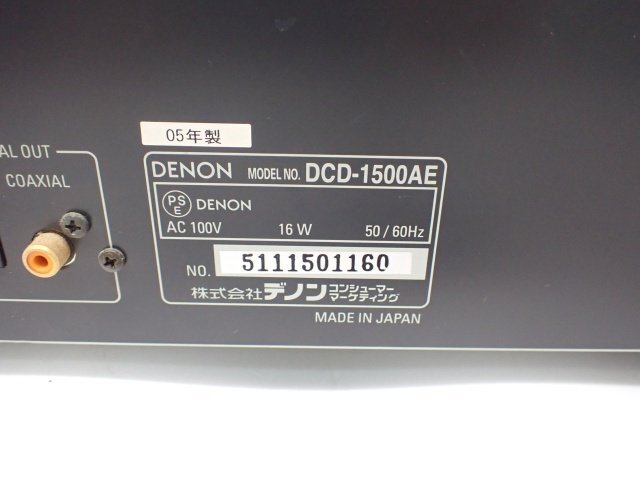 05年製
AL OUT
COAXIAL
DENON MODEL NO. DCD-1500AE
PS E DENON
AC 100V 16 W 50 / 60Hz
NO. 5111501160
株式会社 デノン コンシューマー マーケティング
MADE IN JAPAN